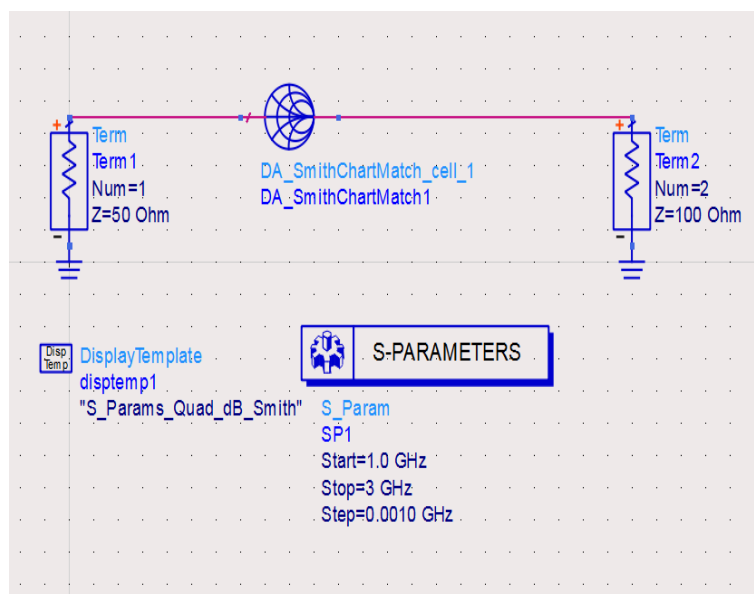 +
Term
Term1
Num=1
Z=50 Ohm
-
DA_SmithChartMatch_cell_1
DA_SmithChartMatch1
+
Term
Term2
Num=2
Z=100 Ohm
-
Disp
Temp
DisplayTemplate
disptemp1
"S_Params_Quad_dB_Smith"
S-PARAMETERS
S_Param
SP1
Start=1.0 GHz
Stop=3 GHz
Step=0.0010 GHz